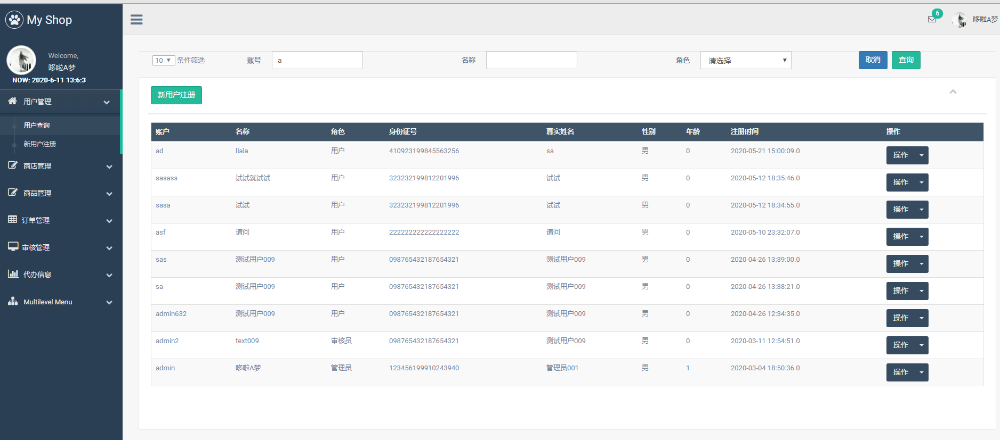 My Shop
6
哆啦A梦
Welcome,
哆啦A梦
NOW: 2020-6-11 13:6:3
用户管理
用户查询
新用户注册
商店管理
商品管理
订单管理
审核管理
代办信息
Multilevel Menu
10 条件筛选 账号 a 名称 角色 请选择 取消 查询
新用户注册
账户 名称 角色 身份证号 真实姓名 性别 年龄 注册时间 操作
ad llala 用户 410923199845563256 sa 男 0 2020-05-21 15:00:09.0 操作
sasass 试试就试试 用户 323232199812201996 试试 男 0 2020-05-12 18:35:46.0 操作
sasa 试试 用户 323232199812201996 试试 男 0 2020-05-12 18:34:55.0 操作
asf 请问 用户 222222222222222222 请问 男 0 2020-05-10 23:32:07.0 操作
sas 测试用户009 用户 098765432187654321 测试用户009 男 0 2020-04-26 13:39:00.0 操作
sa 测试用户009 用户 098765432187654321 测试用户009 男 0 2020-04-26 13:38:21.0 操作
admin632 测试用户009 用户 098765432187654321 测试用户009 男 0 2020-04-26 12:34:35.0 操作
admin2 text009 审核员 098765432187654321 测试用户009 男 0 2020-03-11 12:54:51.0 操作
admin 哆啦A梦 管理员 123456199910243940 管理员001 男 1 2020-03-04 18:50:36.0 操作